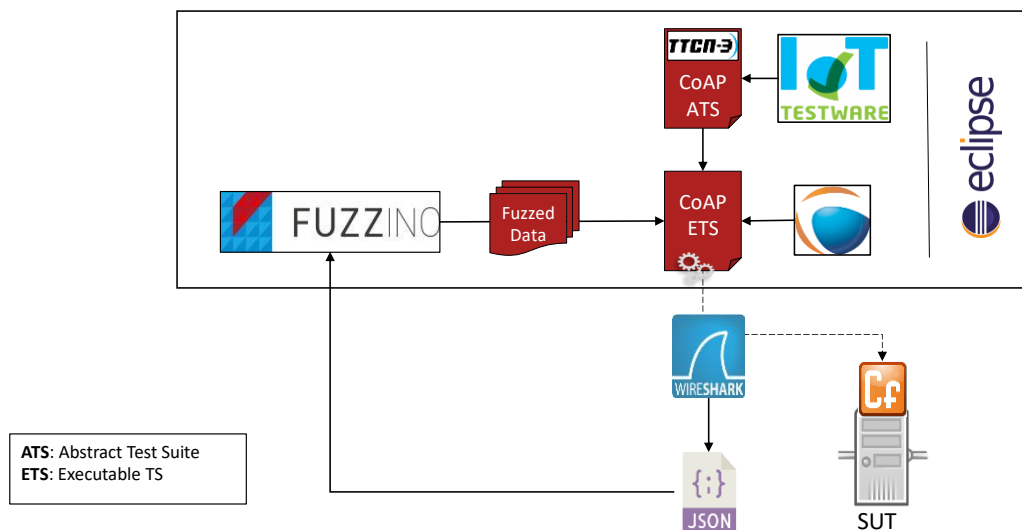 TTCN-3
CoAP
ATS
IoT
TESTWARE
eclipse
FUZZINO
Fuzzed
Data
CoAP
ETS
WIRESHARK
Cf
{;}
JSON
SUT
ATS: Abstract Test Suite
ETS: Executable TS